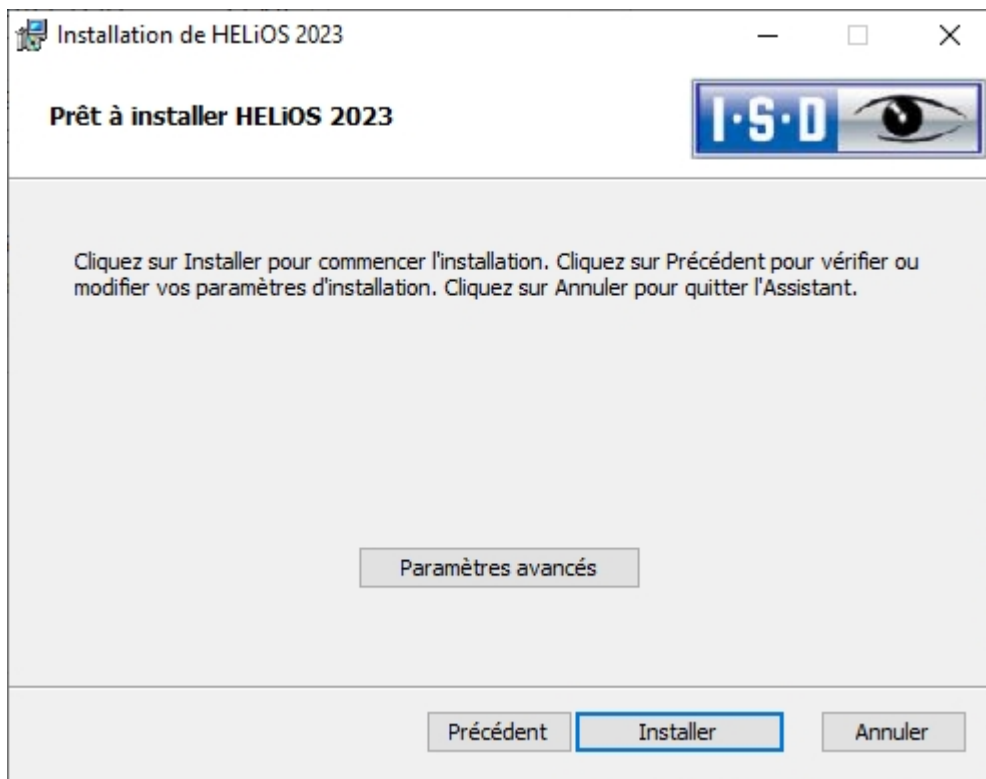 Installation de HELiOS 2023
Prêt à installer HELiOS 2023
I·S·D
Cliquez sur Installer pour commencer l'installation. Cliquez sur Précédent pour vérifier ou
modifier vos paramètres d'installation. Cliquez sur Annuler pour quitter l'Assistant.
Paramètres avancés
Précédent
Installer
Annuler